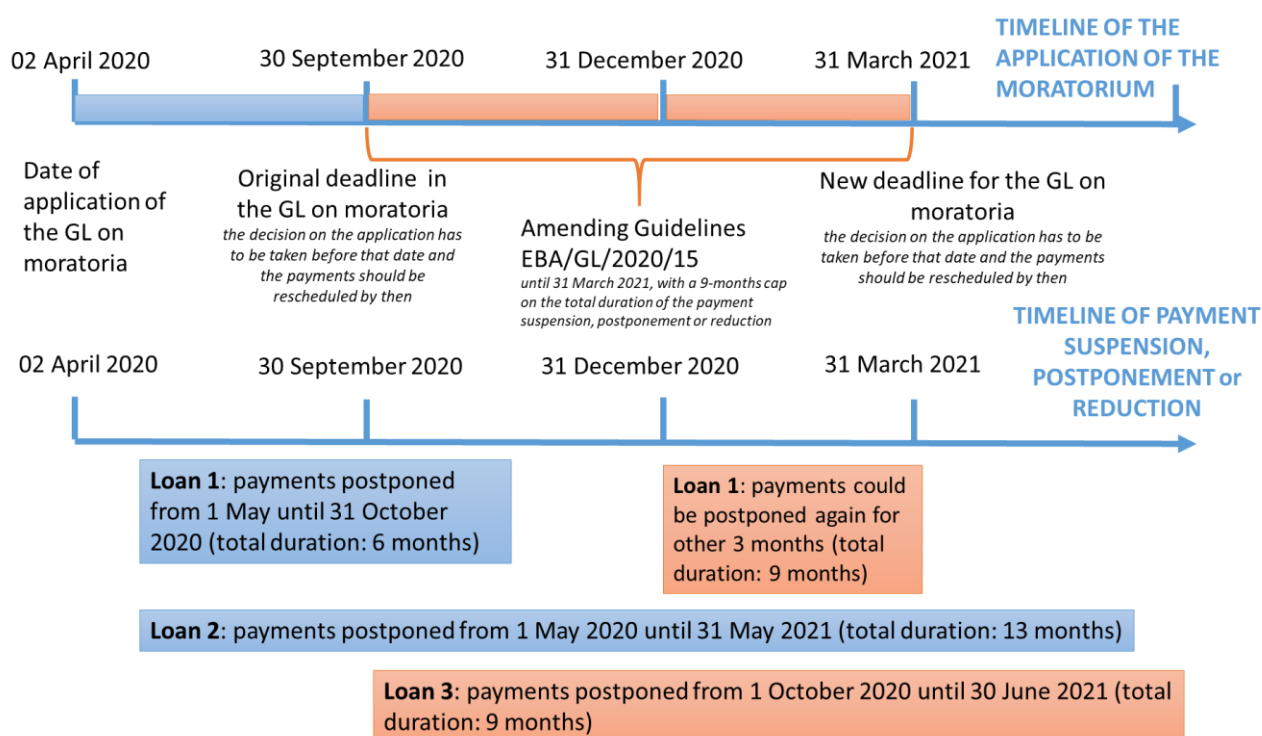 TIMELINE OF THE
APPLICATION OF THE
MORATORIUM
02 April 2020
30 September 2020
31 December 2020
31 March 2021
Date of
application of
the GL on
moratoria
Original deadline in
the GL on moratoria
the decision on the application has
to be taken before that date and
the payments should be
rescheduled by then
Amending Guidelines
EBA/GL/2020/15
until 31 March 2021, with a 9-months cap
on the total duration of the payment
suspension, postponement or reduction
New deadline for the GL on
moratoria
the decision on the application has to be
taken before that date and the payments
should be rescheduled by then
TIMELINE OF PAYMENT
SUSPENSION,
POSTPONEMENT or
REDUCTION
02 April 2020
30 September 2020
31 December 2020
31 March 2021
Loan 1: payments postponed
from 1 May until 31 October
2020 (total duration: 6 months)
Loan 1: payments could
be postponed again for
other 3 months (total
duration: 9 months)
Loan 2: payments postponed from 1 May 2020 until 31 May 2021 (total duration: 13 months)
Loan 3: payments postponed from 1 October 2020 until 30 June 2021 (total
duration: 9 months)